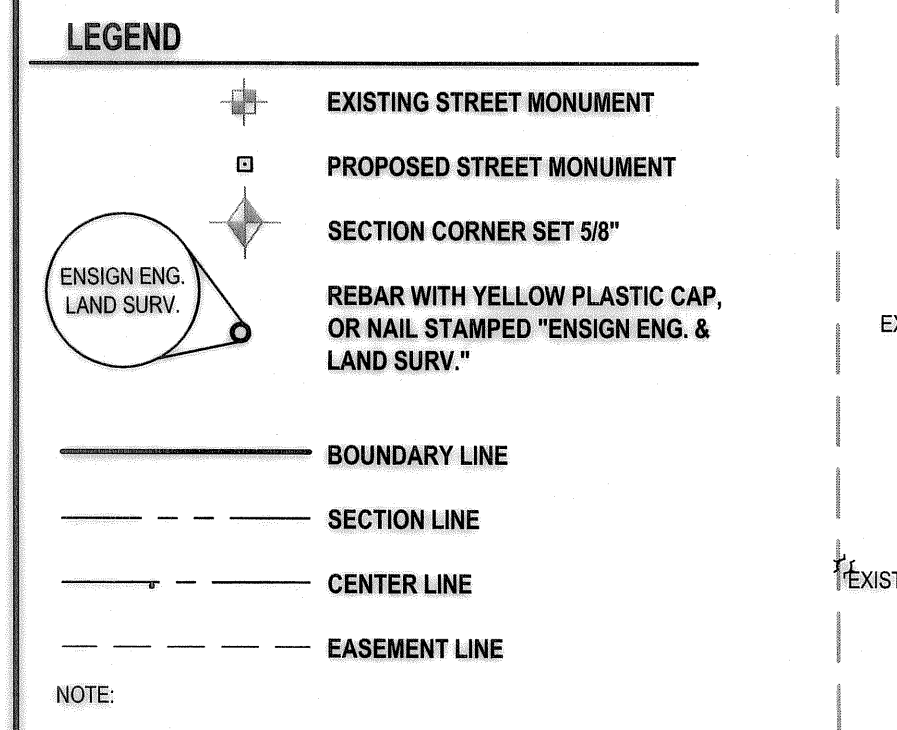 LEGEND
EXISTING STREET MONUMENT
PROPOSED STREET MONUMENT
SECTION CORNER SET 5/8"
ENSIGN ENG.
LAND SURV.
REBAR WITH YELLOW PLASTIC CAP,
OR NAIL STAMPED "ENSIGN ENG. &
LAND SURV."
BOUNDARY LINE
SECTION LINE
CENTER LINE
EASEMENT LINE
NOTE:
EXIST